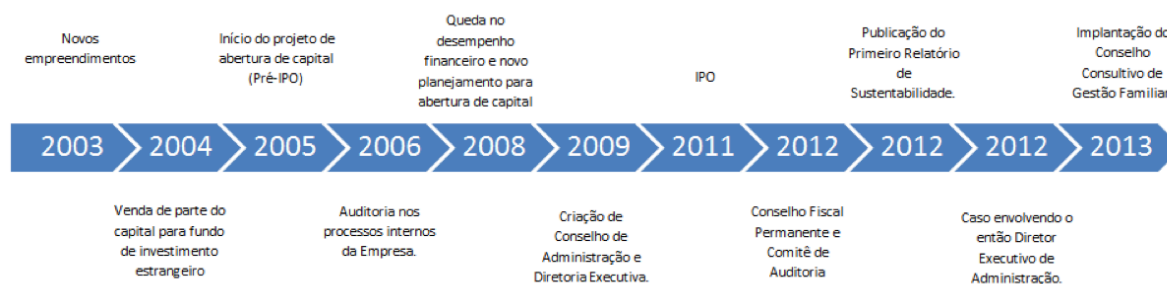 Novos
empreendimentos
Início do projeto de
abertura de capital
(Pré-IPO)
Queda no
desempenho
financeiro e novo
planejamento para
abertura de capital
IPO
Publicação do
Primeiro Relatório
de
Sustentabilidade.
Implantação do
Conselho
Consultivo de
Gestão Familiar
2003 2004 2005 2006 2008 2009 2011 2012 2012 2012 2013
Venda de parte do
capital para fundo
de investimento
estrangeiro
Auditoria nos
processos internos
da Empresa.
Criação de
Conselho de
Administração e
Diretoria Executiva.
Conselho Fiscal
Permanente e
Comitê de
Auditoria
Caso envolvendo o
então Diretor
Executivo de
Administração.